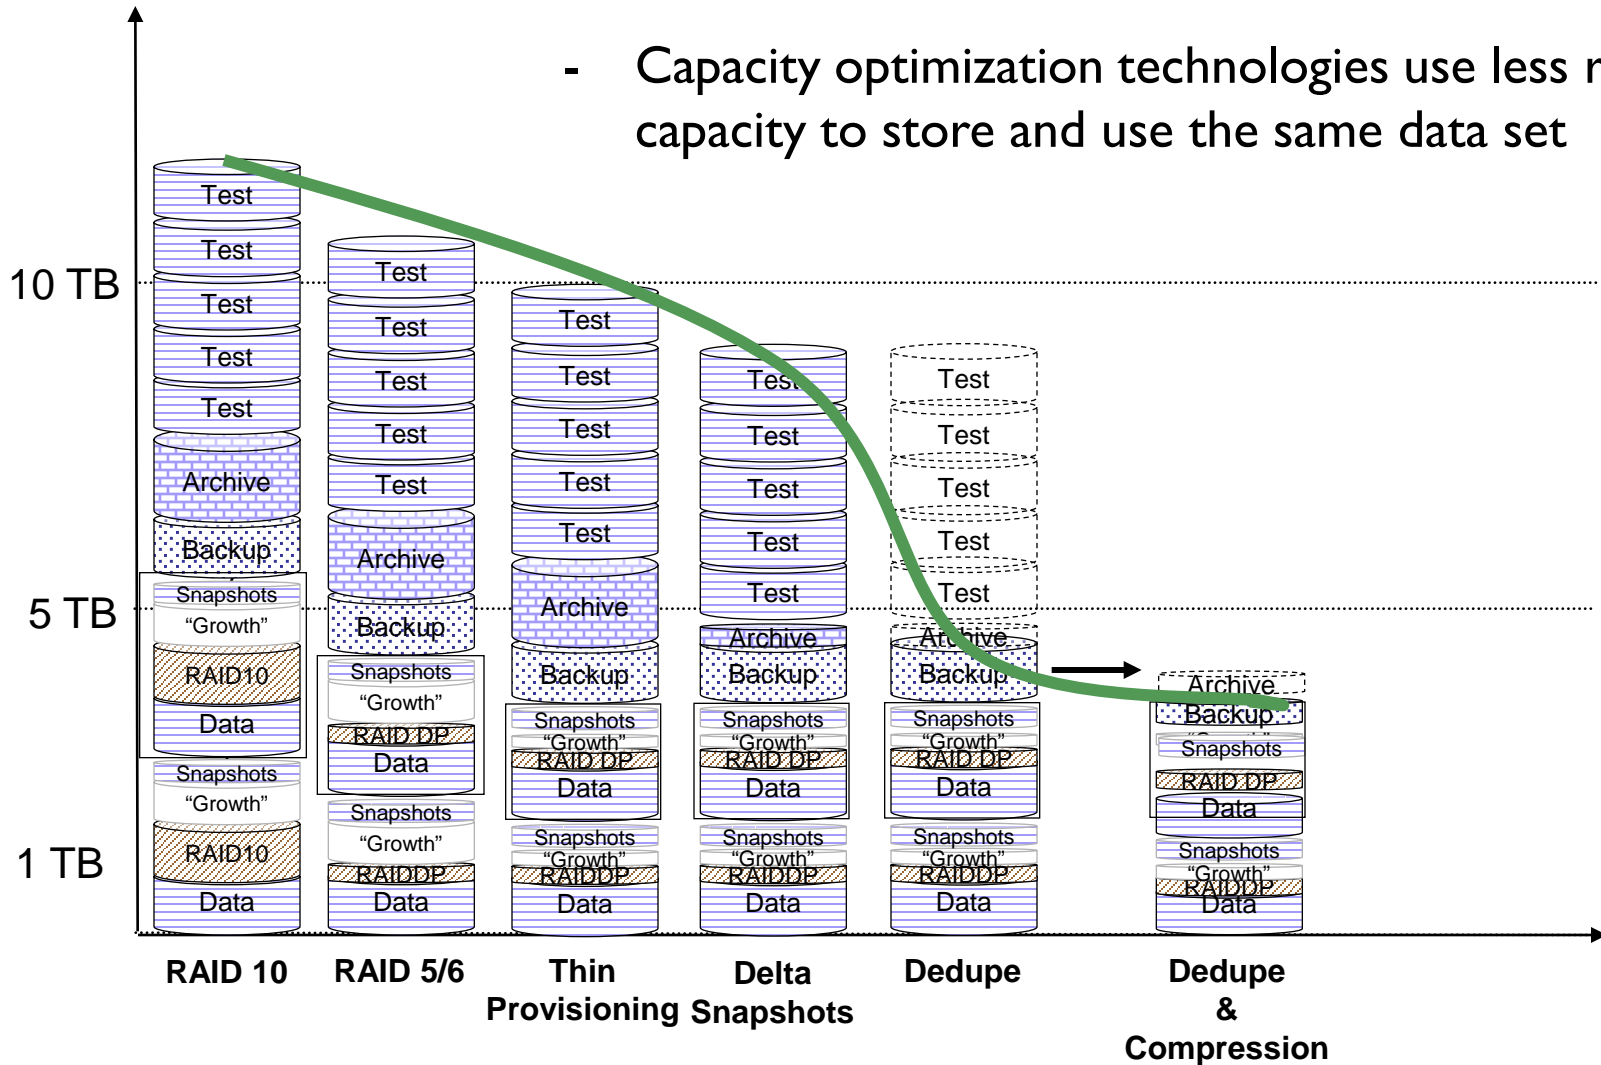 - Capacity optimization technologies use less
capacity to store and use the same data set
10 TB
5 TB
1 TB
Test
Test
Test
Test
Test
Archive
Backup
Snapshots
“Growth”
RAID10
Data
Snapshots
“Growth”
RAID10
Data
RAID 10
Test
Test
Test
Test
Test
Archive
Backup
Snapshots
“Growth”
RAID DP
Data
Snapshots
“Growth”
RAIDDP
Data
RAID 5/6
Test
Test
Test
Test
Test
Archive
Backup
Snapshots
“Growth”
RAID DP
Data
Snapshots
“Growth”
RAIDDP
Data
Thin
Provisioning
Test
Test
Test
Test
Test
Archive
Backup
Snapshots
“Growth”
RAID DP
Data
Snapshots
“Growth”
RAIDDP
Data
Delta
Snapshots
Test
Test
Test
Test
Test
Archive
Backup
Snapshots
“Growth”
RAID DP
Data
Snapshots
“Growth”
RAIDDP
Data
Dedupe
Archive
Backup
Snapshots
RAID DP
Data
Snapshots
“Growth”
RAIDDP
Data
Dedupe
&
Compression